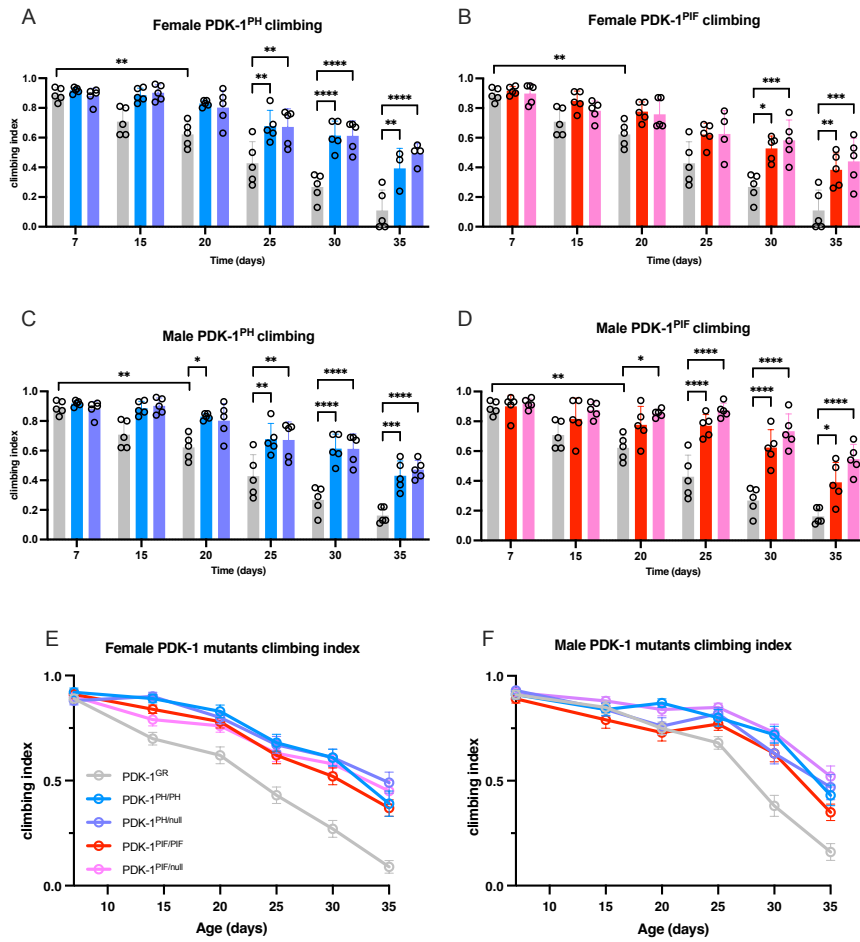 A
Female PDK-1PH climbing
** ** ** **** **** **** **
climbing index
1.0
0.8
0.6
0.4
0.2
0.0
7 15 20 25 30 35
Time (days)
B
Female PDK-1PIF climbing
** *** * *** **
1.0
0.8
0.6
0.4
0.2
0.0
7 15 20 25 30 35
Time (days)
C
Male PDK-1PH climbing
** * ** ** **** **** **** ***
climbing index
1.0
0.8
0.6
0.4
0.2
0.0
7 15 20 25 30 35
Time (days)
D
Male PDK-1PIF climbing
** * **** **** **** **** **** *
1.0
0.8
0.6
0.4
0.2
0.0
7 15 20 25 30 35
Time (days)
E
Female PDK-1 mutants climbing index
climbing index
1.0
0.5
0.0
PDK-1GR
PDK-1PH/PH
PDK-1PH/null
PDK-1PIF/PIF
PDK-1PIF/null
10 15 20 25 30 35
Age (days)
F
Male PDK-1 mutants climbing index
climbing index
1.0
0.5
0.0
10 15 20 25 30 35
Age (days)